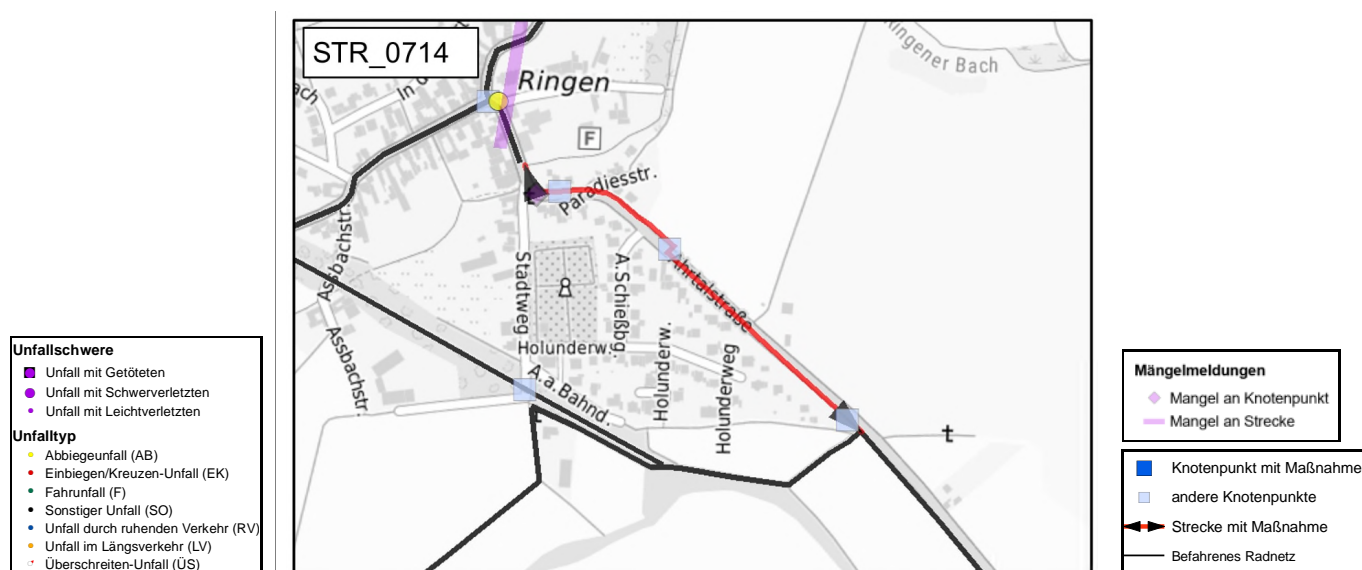 STR_0714
Ringen
Ringener Bach
ach
In G
F
Paradiesstr.
Assbachstr.
Stadtweg
A.Schießbg.
Ahrtalstraße
Holunderw.
Holunderw.
Holunderweg
Assbachstr.
A.a.Bahnd.
Unfallschwere
Unfall mit Getöteten
Unfall mit Schwerverletzten
Unfall mit Leichtverletzten
Unfalltyp
Abbiegeunfall (AB)
Einbiegen/Kreuzen-Unfall (EK)
Fahrunfall (F)
Sonstiger Unfall (SO)
Unfall durch ruhenden Verkehr (RV)
Unfall im Längsverkehr (LV)
Überschreiten-Unfall (ÜS)
Mängelmeldungen
Mangel an Knotenpunkt
Mangel an Strecke
Knotenpunkt mit Maßnahme
andere Knotenpunkte
Strecke mit Maßnahme
Befahrenes Radnetz